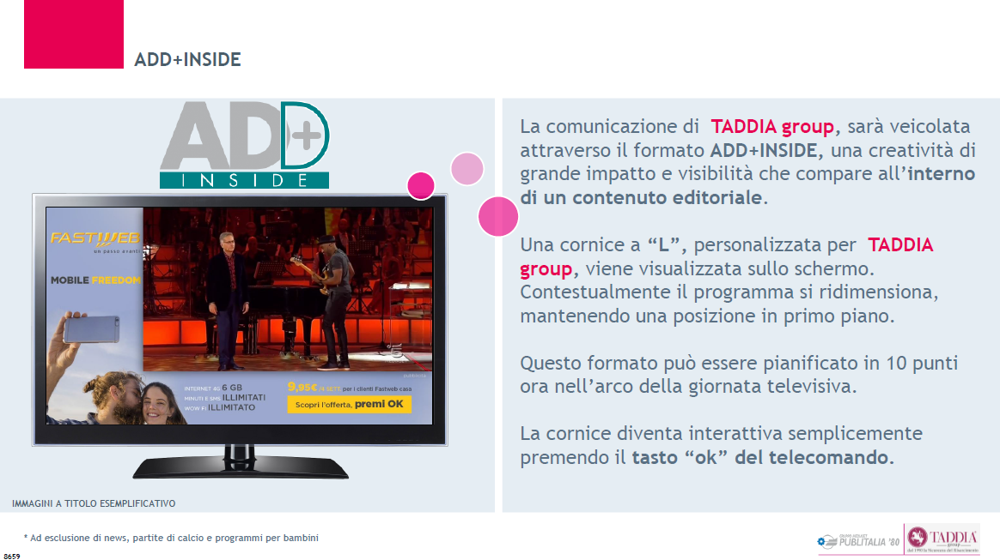 ADD+INSIDE
ADD+
INSIDE
FASTWEB
un passo avanti
MOBILE FREEDOM
pubblicità
INTERNET 4G 6 GB
MINUTI E SMS ILLIMITATI
WOW FI ILLIMITATO
9,95€/4 SETT. per i clienti Fastweb casa
Scopri l'offerta, premi OK
IMMAGINI A TITOLO ESEMPLIFICATIVO
La comunicazione di TADDIA group, sarà veicolata
attraverso il formato ADD+INSIDE, una creatività di
grande impatto e visibilità che compare all'interno
di un contenuto editoriale.
Una cornice a “L”, personalizzata per TADDIA
group, viene visualizzata sullo schermo.
Contestualmente il programma si ridimensiona,
mantenendo una posizione in primo piano.
Questo formato può essere pianificato in 10 punti
ora nell'arco della giornata televisiva.
La cornice diventa interattiva semplicemente
premendo il tasto “ok” del telecomando.
* Ad esclusione di news, partite di calcio e programmi per bambini
GRUPPO MEDIASET
PUBLITALIA '80
TADDIA
group
dal 1990 la Sicurezza del Risarcimento
8659